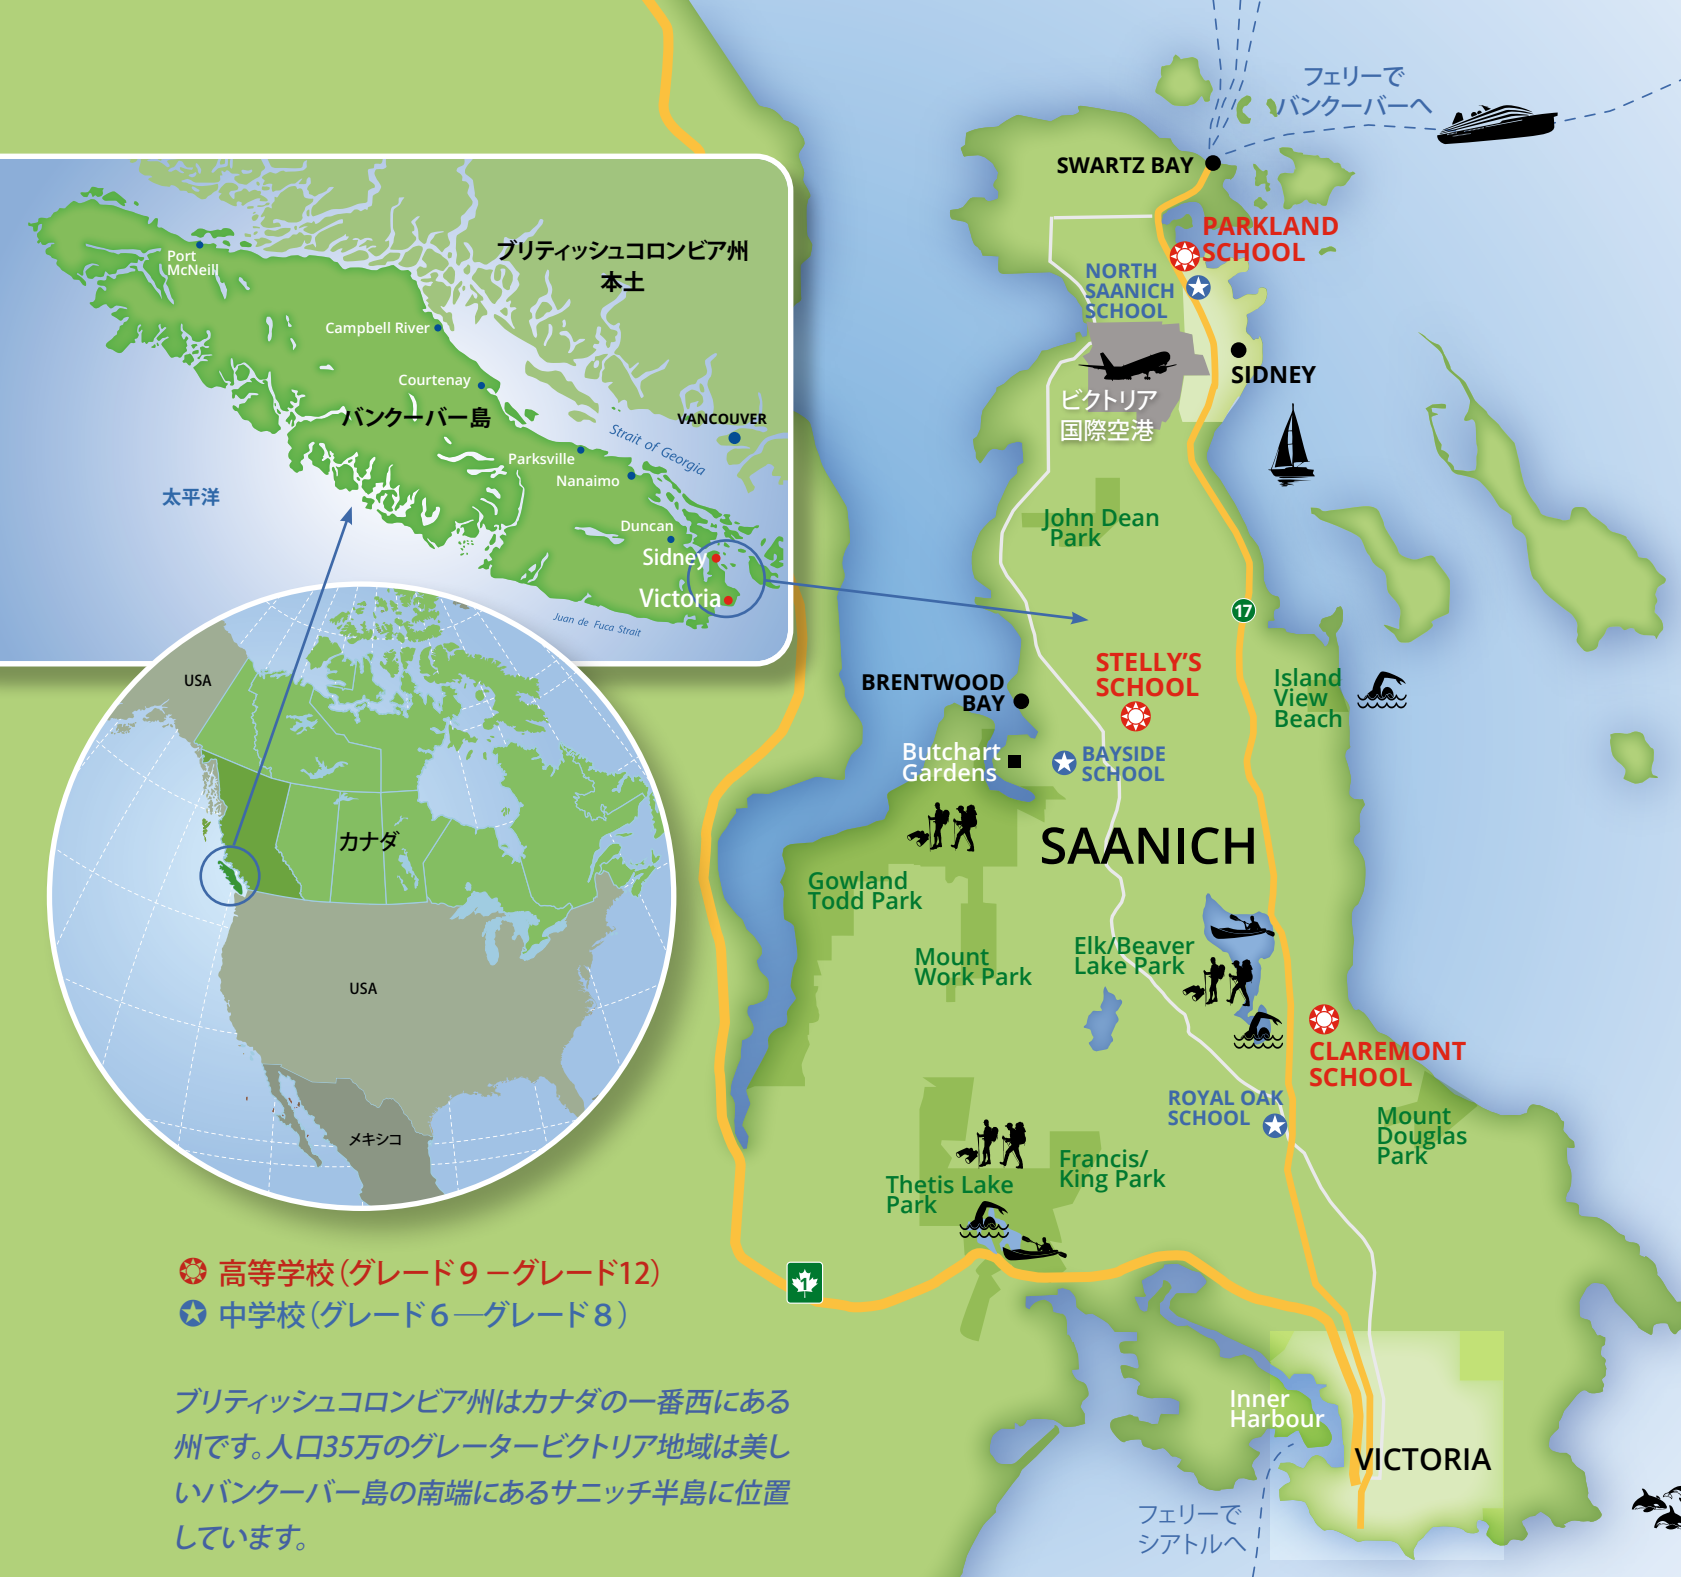 フェリーで
バンクーバーへ
SWARTZ BAY
PARKLAND
SCHOOL
NORTH
SAANICH
SCHOOL
SIDNEY
ビクトリア
国際空港
John Dean
Park
17
STELLY'S
SCHOOL
BRENTWOOD
BAY
Island
View
Beach
Butchart
Gardens
BAYSIDE
SCHOOL
SAANICH
Gowland
Todd Park
Mount
Work Park
Elk/Beaver
Lake Park
CLAREMONT
SCHOOL
ROYAL OAK
SCHOOL
Mount
Douglas
Park
Francis/
King Park
Thetis Lake
Park
1
Inner
Harbour
VICTORIA
フェリーで
シアトルへ
ブリティッシュコロンビア州
本土
Port
McNeill
Campbell River
Courtenay
バンクーバー島
VANCOUVER
Strait of Georgia
Parksville
Nanaimo
太平洋
Duncan
Sidney
Victoria
Juan de Fuca Strait
USA
カナダ
USA
メキシコ
高等学校（グレード９－グレード12）
中学校（グレード６―グレード８）
ブリティッシュコロンビア州はカナダの一番西にある
州です。人口35万のグレータービクトリア地域は美し
いバンクーバー島の南端にあるサニッチ半島に位置
しています。